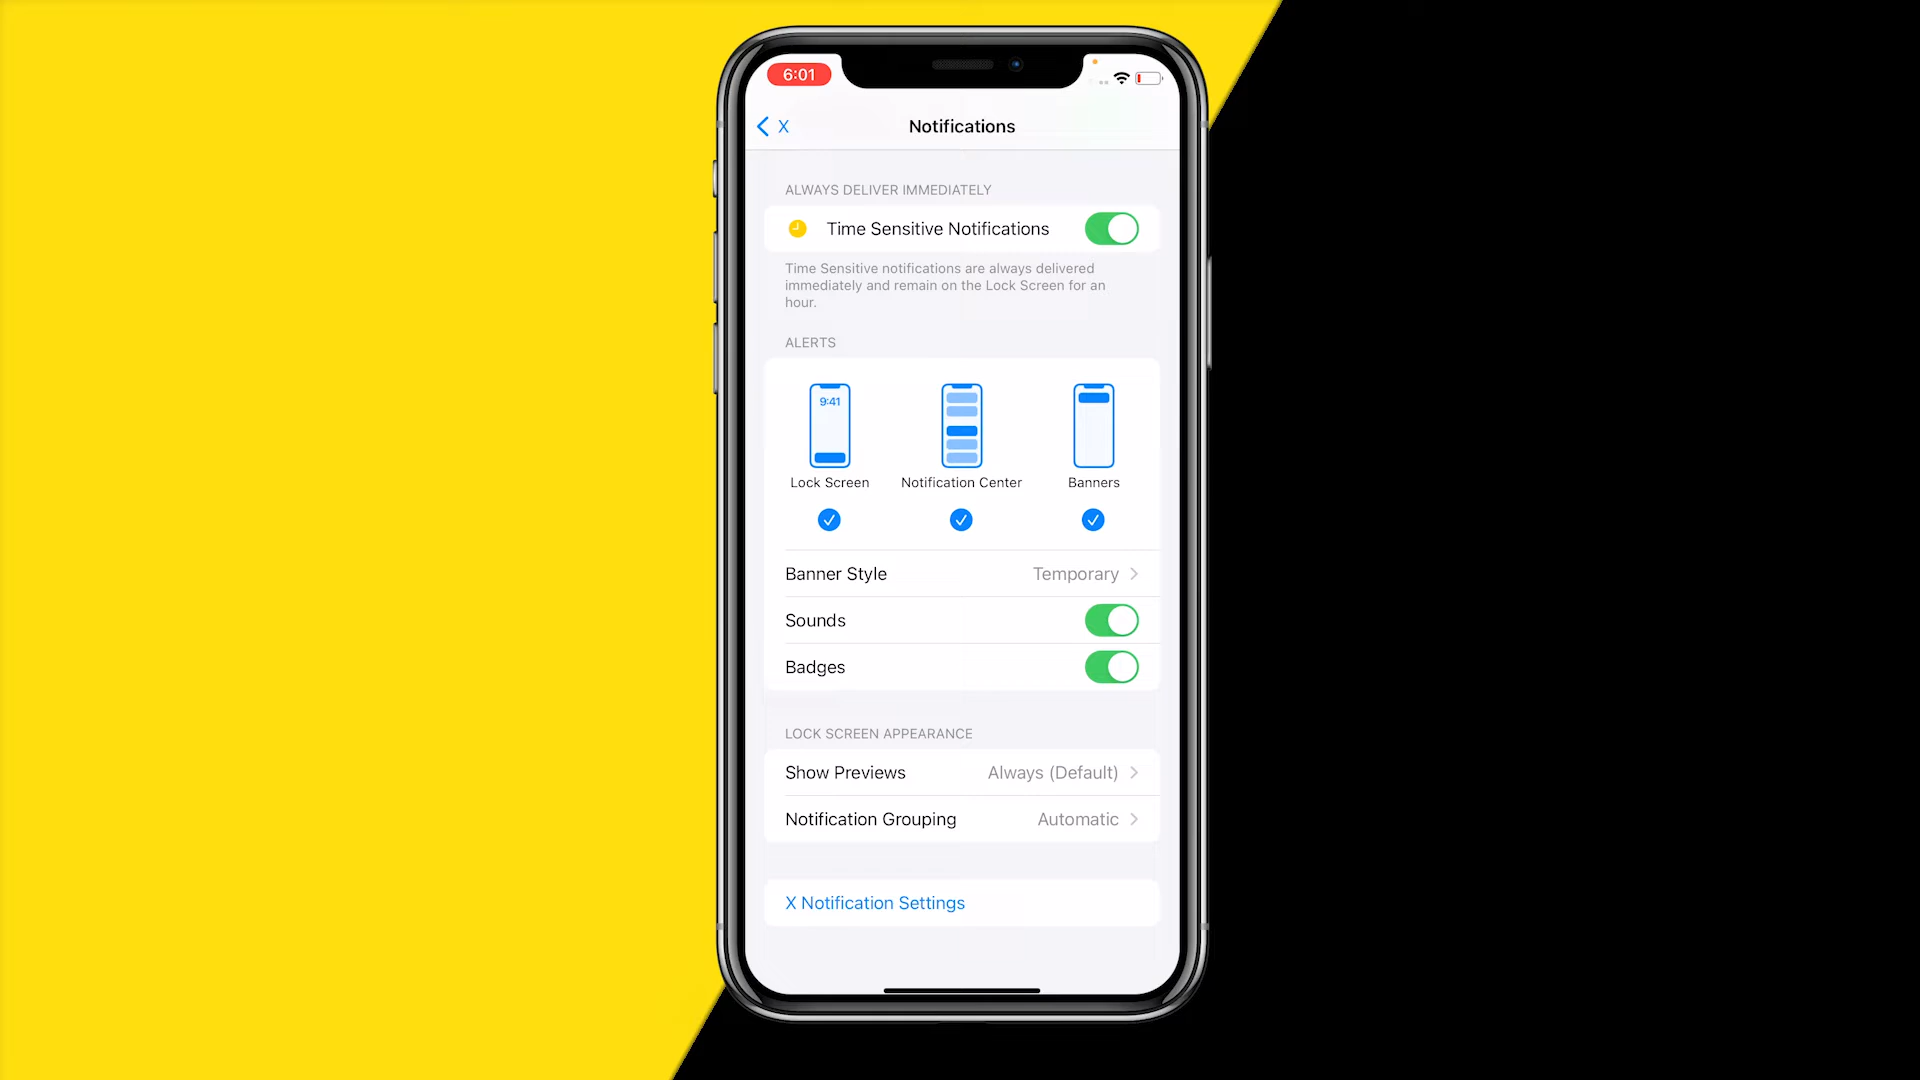 6:01
X
Notifications
ALWAYS DELIVER IMMEDIATELY
Time Sensitive Notifications
Time Sensitive notifications are always delivered
immediately and remain on the Lock Screen for an
hour.
ALERTS
9:41
Lock Screen
Notification Center
Banners
Banner Style
Temporary
Sounds
Badges
LOCK SCREEN APPEARANCE
Show Previews
Always (Default)
Notification Grouping
Automatic
X Notification Settings